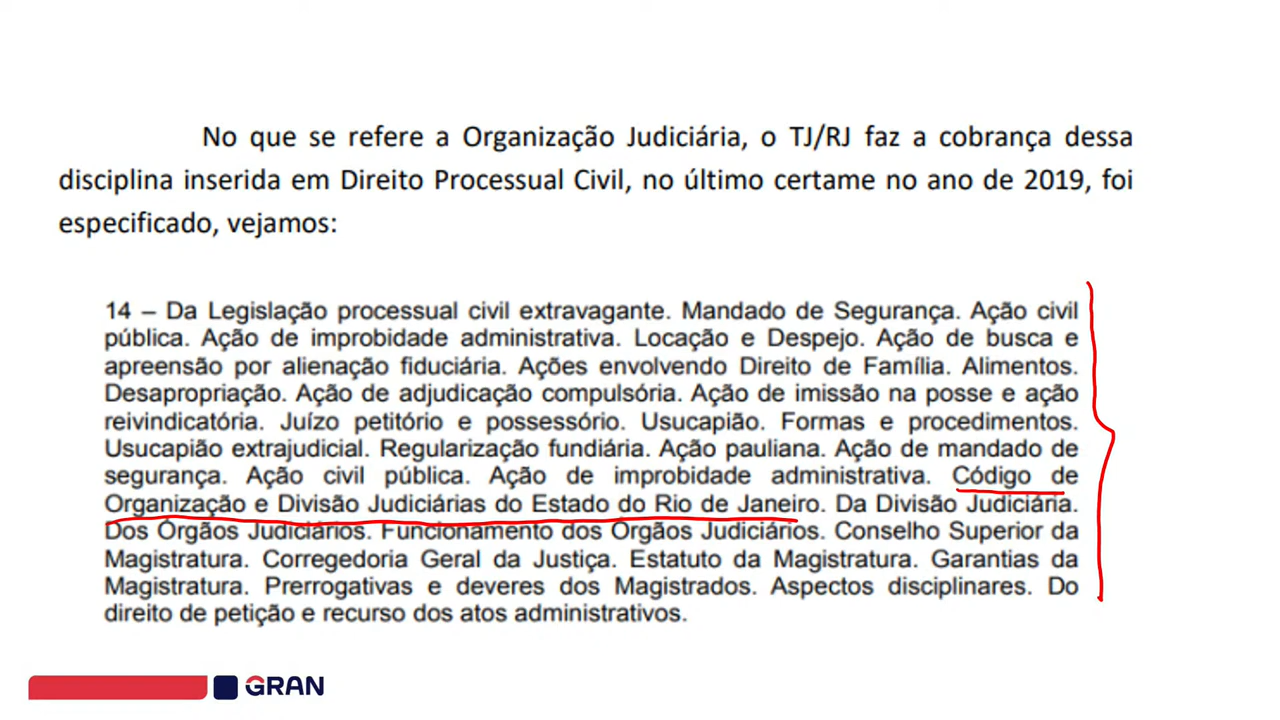 No que se refere a Organização Judiciária, o TJ/RJ faz a cobrança dessa
disciplina inserida em Direito Processual Civil, no último certame no ano de 2019, foi
especificado, vejamos:
14 – Da Legislação processual civil extravagante. Mandado de Segurança. Ação civil
pública. Ação de improbidade administrativa. Locação e Despejo. Ação de busca e
apreensão por alienação fiduciária. Ações envolvendo Direito de Família. Alimentos.
Desapropriação. Ação de adjudicação compulsória. Ação de imissão na posse e ação
reivindicatória. Juízo petitório e possessório. Usucapião. Formas e procedimentos.
Usucapião extrajudicial. Regularização fundiária. Ação pauliana. Ação de mandado de
segurança. Ação civil pública. Ação de improbidade administrativa. Código de
Organização e Divisão Judiciárias do Estado do Rio de Janeiro. Da Divisão Judiciária.
Dos Órgãos Judiciários. Funcionamento dos Órgãos Judiciários. Conselho Superior da
Magistratura. Corregedoria Geral da Justiça. Estatuto da Magistratura. Garantias da
Magistratura. Prerrogativas e deveres dos Magistrados. Aspectos disciplinares. Do
direito de petição e recurso dos atos administrativos.
GRAN